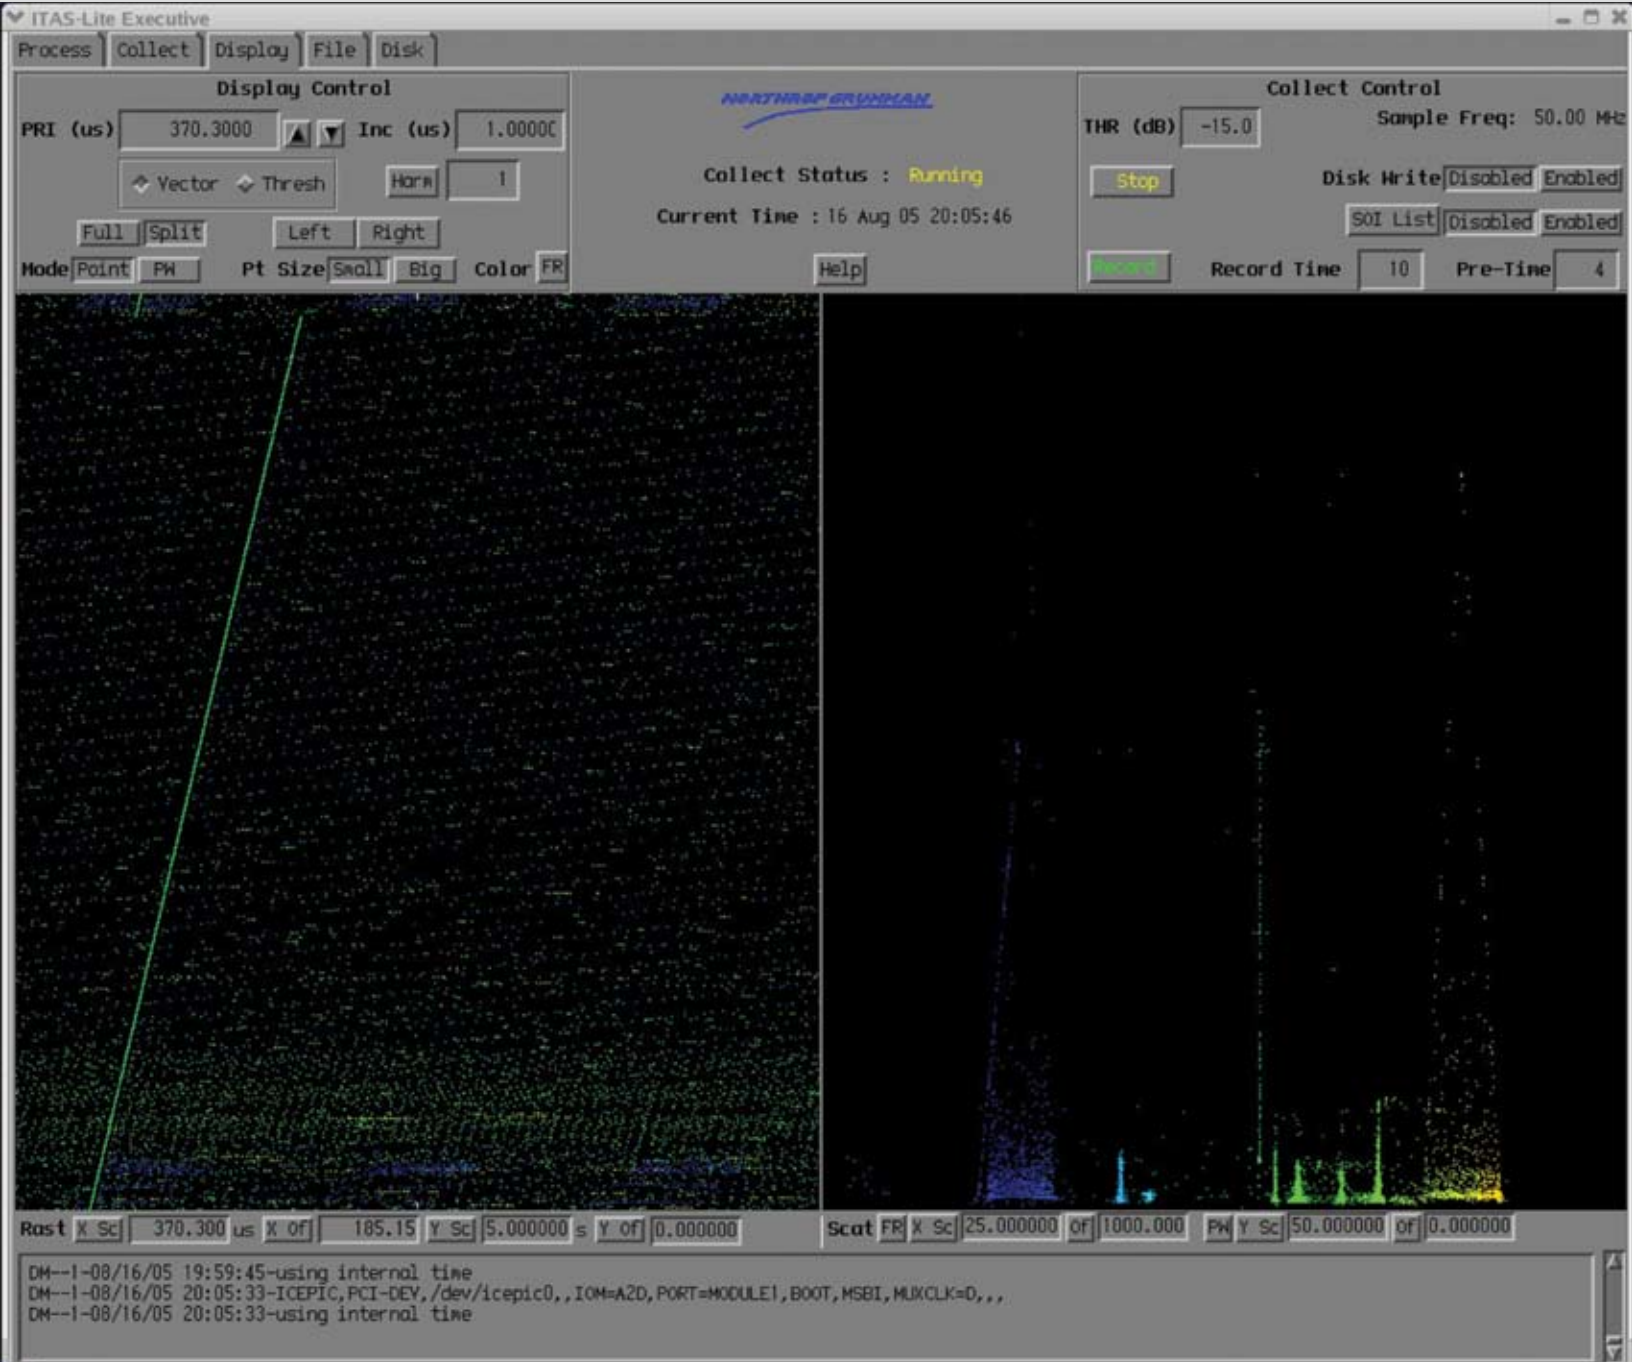 ITAS-Lite Executive
Process Collect Display File Disk
Display Control
PRI (us) 370.3000 Inc (us) 1.0000
Vector Thresh Harm 1
Full Split Left Right
Mode Point PW Pt Size Small Big Color FR
NORTHROP GRUMMAN
Collect Status : Running
Current Time : 16 Aug 05 20:05:46
Help
Collect Control
THR (dB) -15.0 Sample Freq: 50.00 MHz
Stop Disk Write Disabled Enabled
SOI List Disabled Enabled
Record Record Time 10 Pre-Time 4
Rast X Sc 370.300 us X Of 185.15 Y Sc 5.000000 s Y Of 0.000000
Scat FR X Sc 25.000000 Of 1000.000 PW Y Sc 50.000000 Of 0.000000
DM--1-08/16/05 19:59:45-using internal time
DM--1-08/16/05 20:05:33-ICEPIC,PCI-DEV,/dev/icepic0,,IOM=A2D,PORT=MODULE1,BOOT,MSBI,MUXCLK=D,,,
DM--1-08/16/05 20:05:33-using internal time